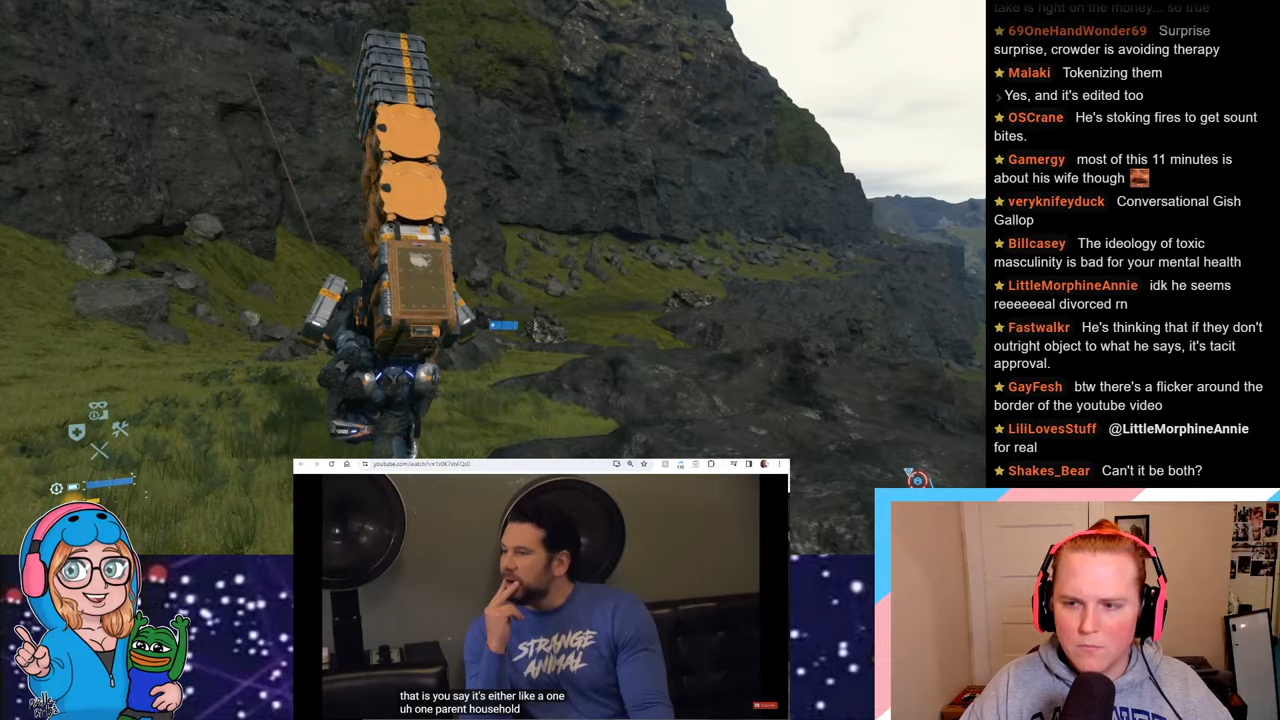 take is right on the money... so true
69OneHandWonder69 Surprise
surprise, crowder is avoiding therapy
Malaki Tokenizing them
Yes, and it's edited too
OSCrane He's stoking fires to get sount
bites.
Gamergy most of this 11 minutes is
about his wife though
veryknifeyduck Conversational Gish
Gallop
Billcasey The ideology of toxic
masculinity is bad for your mental health
LittleMorphineAnnie idk he seems
reeeeeeal divorced rn
Fastwalkr He's thinking that if they don't
outright object to what he says, it's tacit
approval.
GayFesh btw there's a flicker around the
border of the youtube video
LiliLovesStuff @LittleMorphineAnnie
for real
Shakes_Bear Can't it be both?
STRANGE
ANIMAL
that is you say it's either like a one
uh one parent household